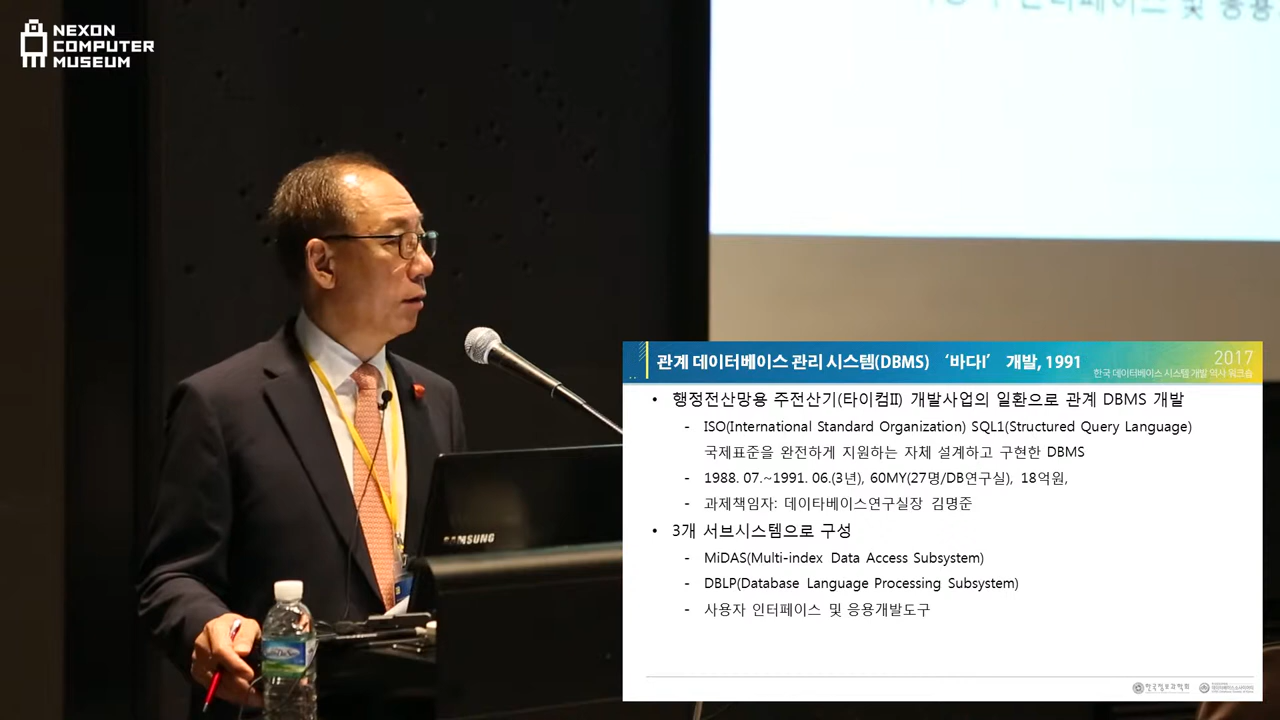 NEXON
COMPUTER
MUSEUM
인터페이스 및 응용
SAMSUNG
관계 데이터베이스 관리 시스템(DBMS) ‘바다I’ 개발, 1991
2017
한국 데이터베이스 시스템 개발 역사 워크숍
• 행정전산망용 주전산기(타이컴II) 개발사업의 일환으로 관계 DBMS 개발
- ISO(International Standard Organization) SQL1(Structured Query Language)
국제표준을 완전하게 지원하는 자체 설계하고 구현한 DBMS
- 1988. 07.~1991. 06.(3년), 60MY(27명/DB연구실), 18억원,
- 과제책임자: 데이타베이스연구실장 김명준
• 3개 서브시스템으로 구성
- MiDAS(Multi-index Data Access Subsystem)
- DBLP(Database Language Processing Subsystem)
- 사용자 인터페이스 및 응용개발도구
한국정보과학회